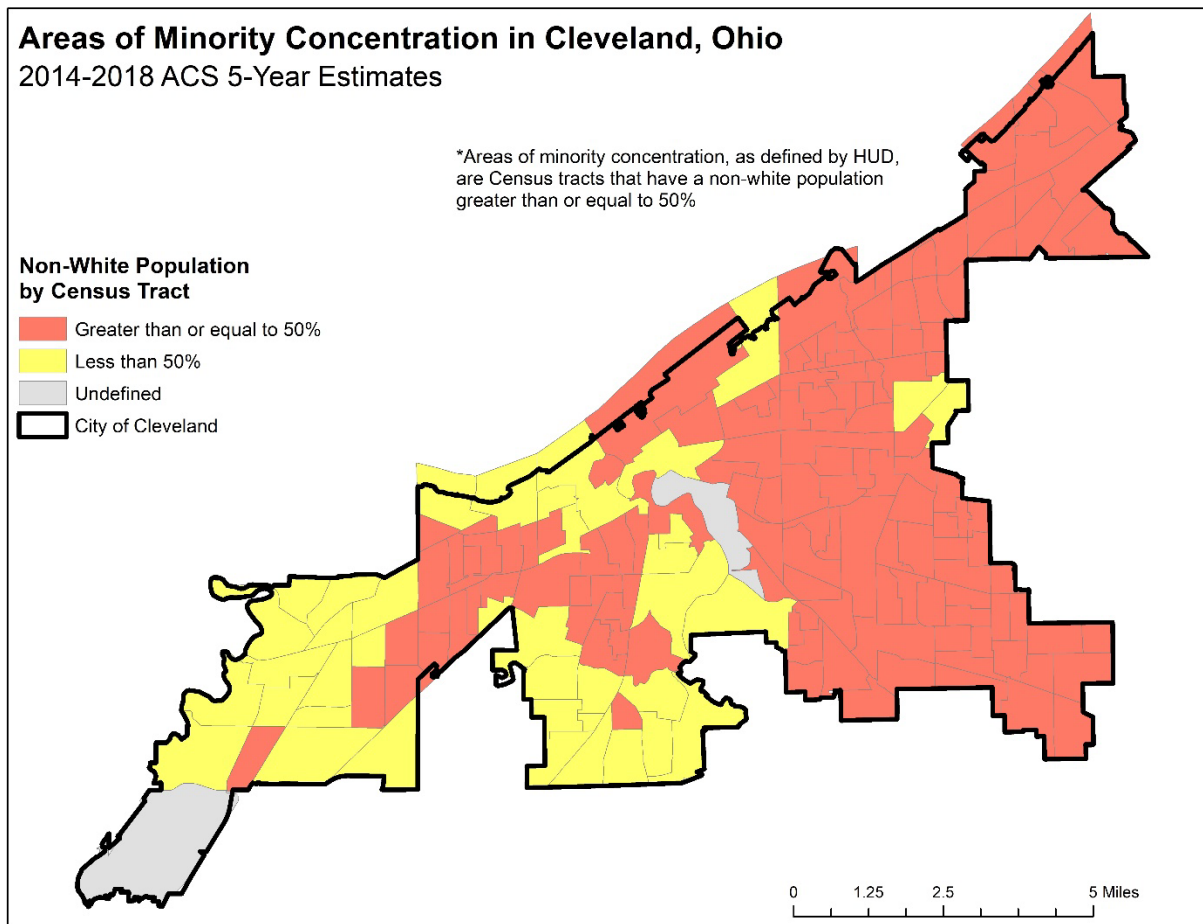 Areas of Minority Concentration in Cleveland, Ohio
2014-2018 ACS 5-Year Estimates
*Areas of minority concentration, as defined by HUD,
are Census tracts that have a non-white population
greater than or equal to 50%
Non-White Population
by Census Tract
Greater than or equal to 50%
Less than 50%
Undefined
City of Cleveland
0 1.25 2.5 5 Miles